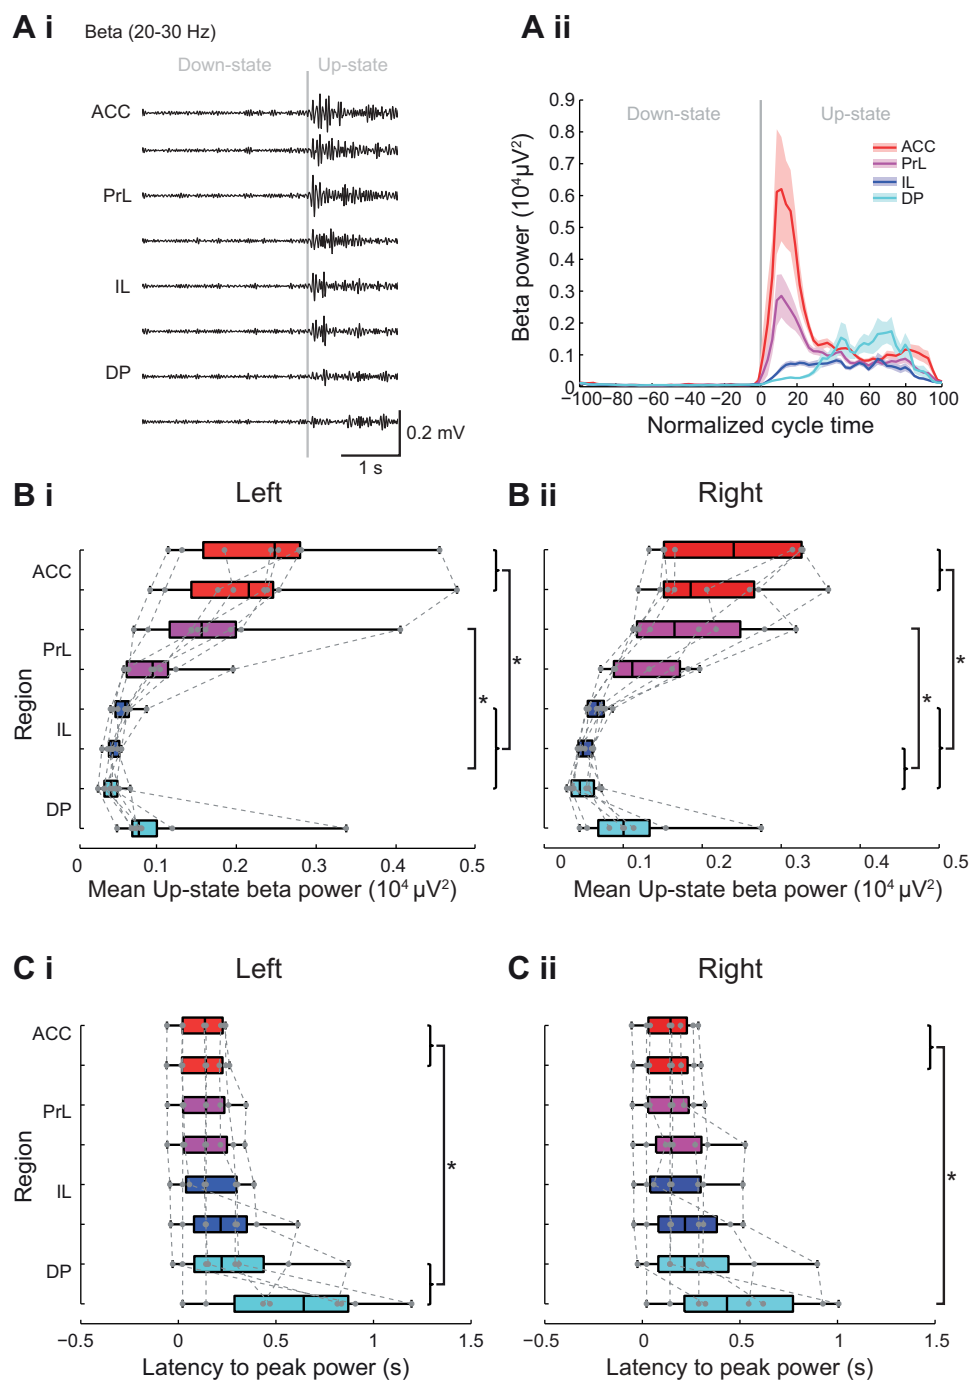 A i
Beta (20-30 Hz)
Down-state
Up-state
ACC
PrL
IL
DP
0.2 mV
1 s
A ii
Down-state
Up-state
ACC
PrL
IL
DP
Beta power (10⁴µV²)
0.9
0.8
0.7
0.6
0.5
0.4
0.3
0.2
0.1
0
−100 −80 −60 −40 −20 0 20 40 60 80 100
Normalized cycle time
B i
Left
Region
ACC
PrL
IL
DP
*
*
0 0.1 0.2 0.3 0.4 0.5
Mean Up-state beta power (10⁴ µV²)
B ii
Right
*
*
0 0.1 0.2 0.3 0.4 0.5
Mean Up-state beta power (10⁴ µV²)
C i
Left
Region
ACC
PrL
IL
DP
*
−0.5 0 0.5 1 1.5
Latency to peak power (s)
C ii
Right
*
−0.5 0 0.5 1 1.5
Latency to peak power (s)